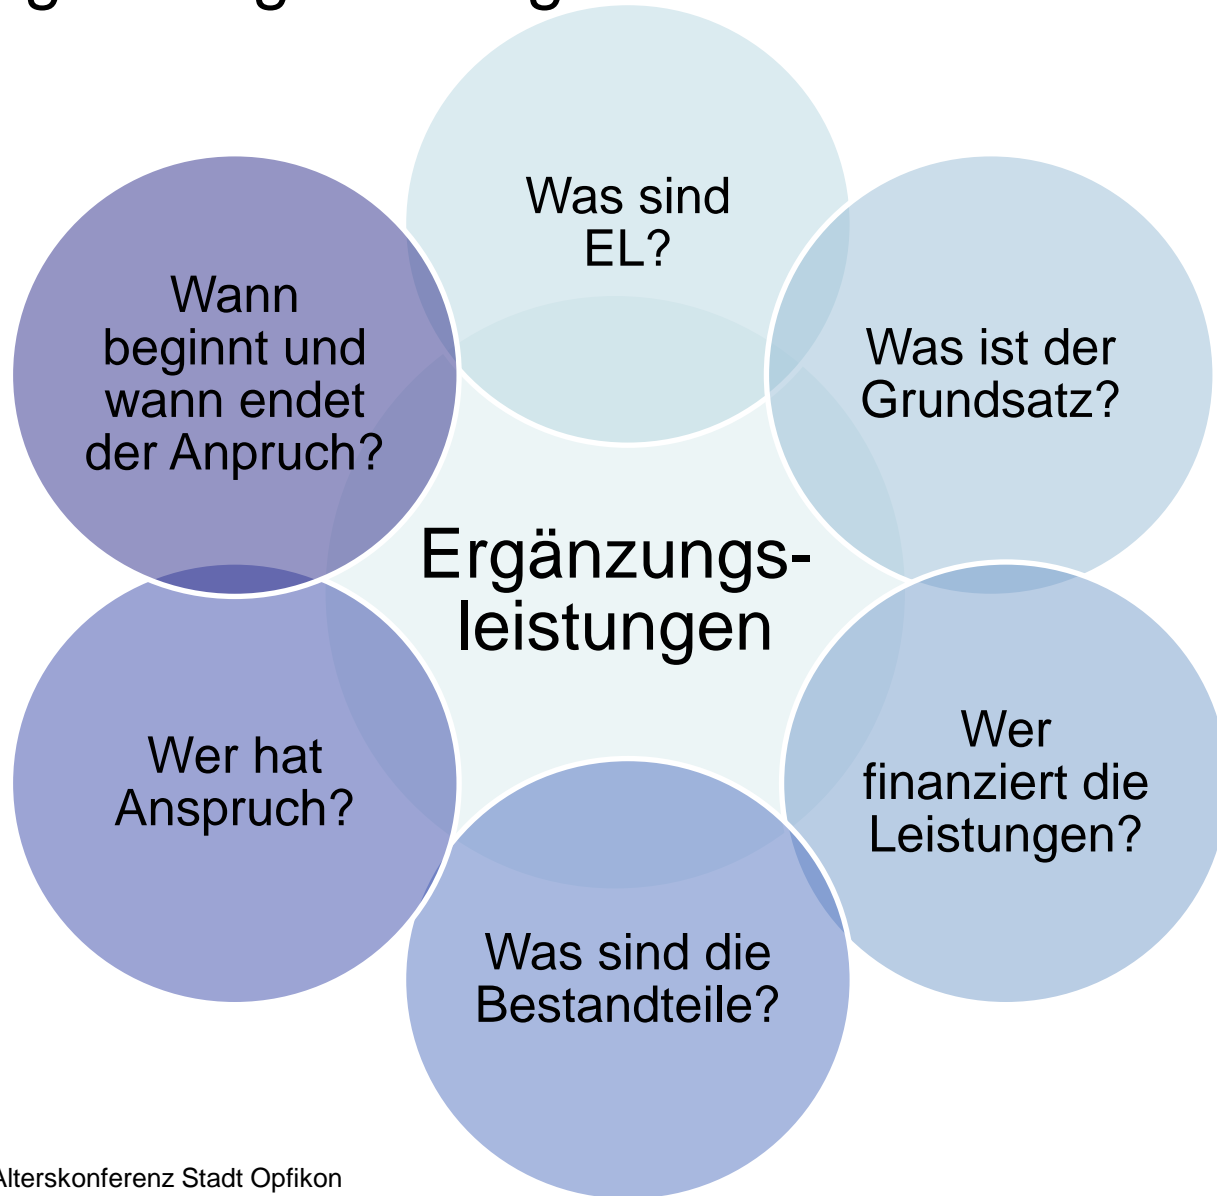 Was sind
EL?
Was ist der
Grundsatz?
Wer
finanziert die
Leistungen?
Was sind die
Bestandteile?
Wer hat
Anspruch?
Wann
beginnt und
wann endet
der Anpruch?
Ergänzungs-
leistungen
Alterskonferenz Stadt Opfikon